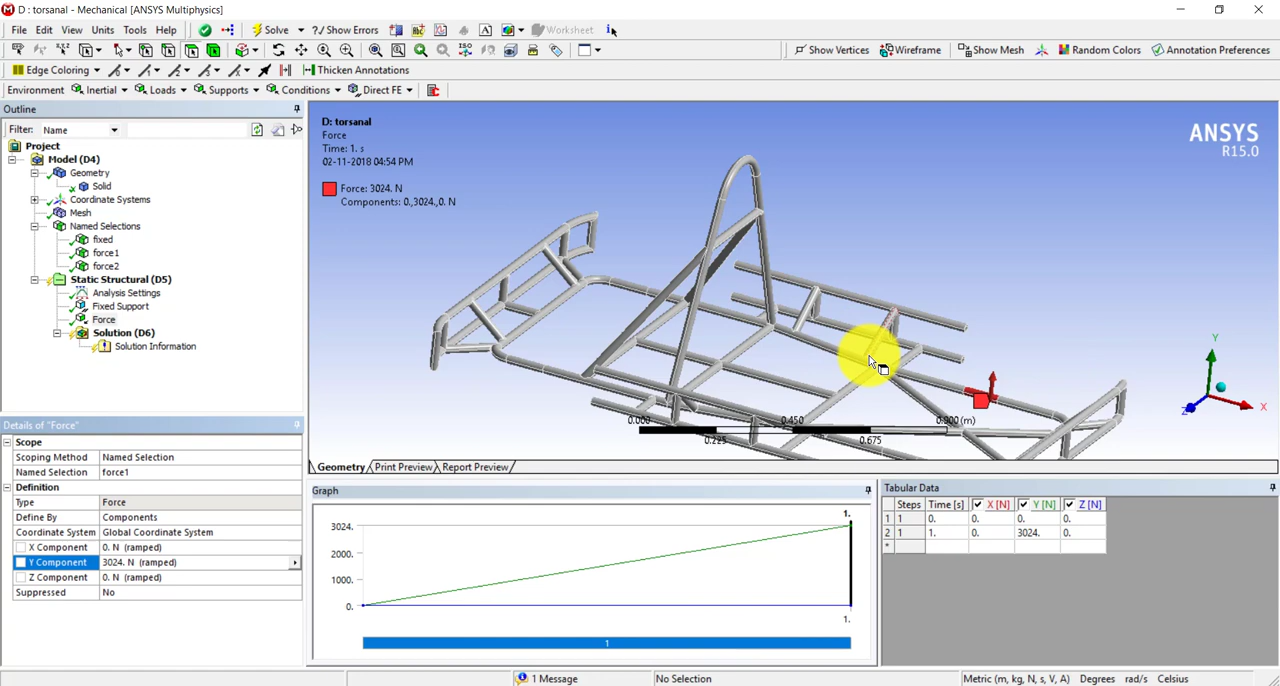 D : torsanal - Mechanical [ANSYS Multiphysics]
File Edit View Units Tools Help Solve ?/ Show Errors Worksheet
Show Vertices Wireframe Show Mesh Random Colors Annotation Preferences
Edge Coloring Thicken Annotations
Environment Inertial Loads Supports Conditions Direct FE
Outline
Filter: Name
Project
Model (D4)
Geometry
Solid
Coordinate Systems
Mesh
Named Selections
fixed
force1
force2
Static Structural (D5)
Analysis Settings
Fixed Support
Force
Solution (D6)
Solution Information
Details of "Force"
Scope
Scoping Method Named Selection
Named Selection force1
Definition
Type Force
Define By Components
Coordinate System Global Coordinate System
X Component 0. N (ramped)
Y Component 3024. N (ramped)
Z Component 0. N (ramped)
Suppressed No
D: torsanal
Force
Time: 1. s
02-11-2018 04:54 PM
Force: 3024. N
Components: 0.,3024.,0. N
ANSYS
R15.0
Y
X
Z
0.000 0.450 0.900 (m)
0.225 0.675
Geometry Print Preview Report Preview
Graph
1.
3024.
2000.
1000.
0.
1.
1
Tabular Data
Steps Time [s] X [N] Y [N] Z [N]
1 1 0. 0. 0. 0.
2 1 1. 0. 3024. 0.
*
1 Message No Selection Metric (m, kg, N, s, V, A) Degrees rad/s Celsius